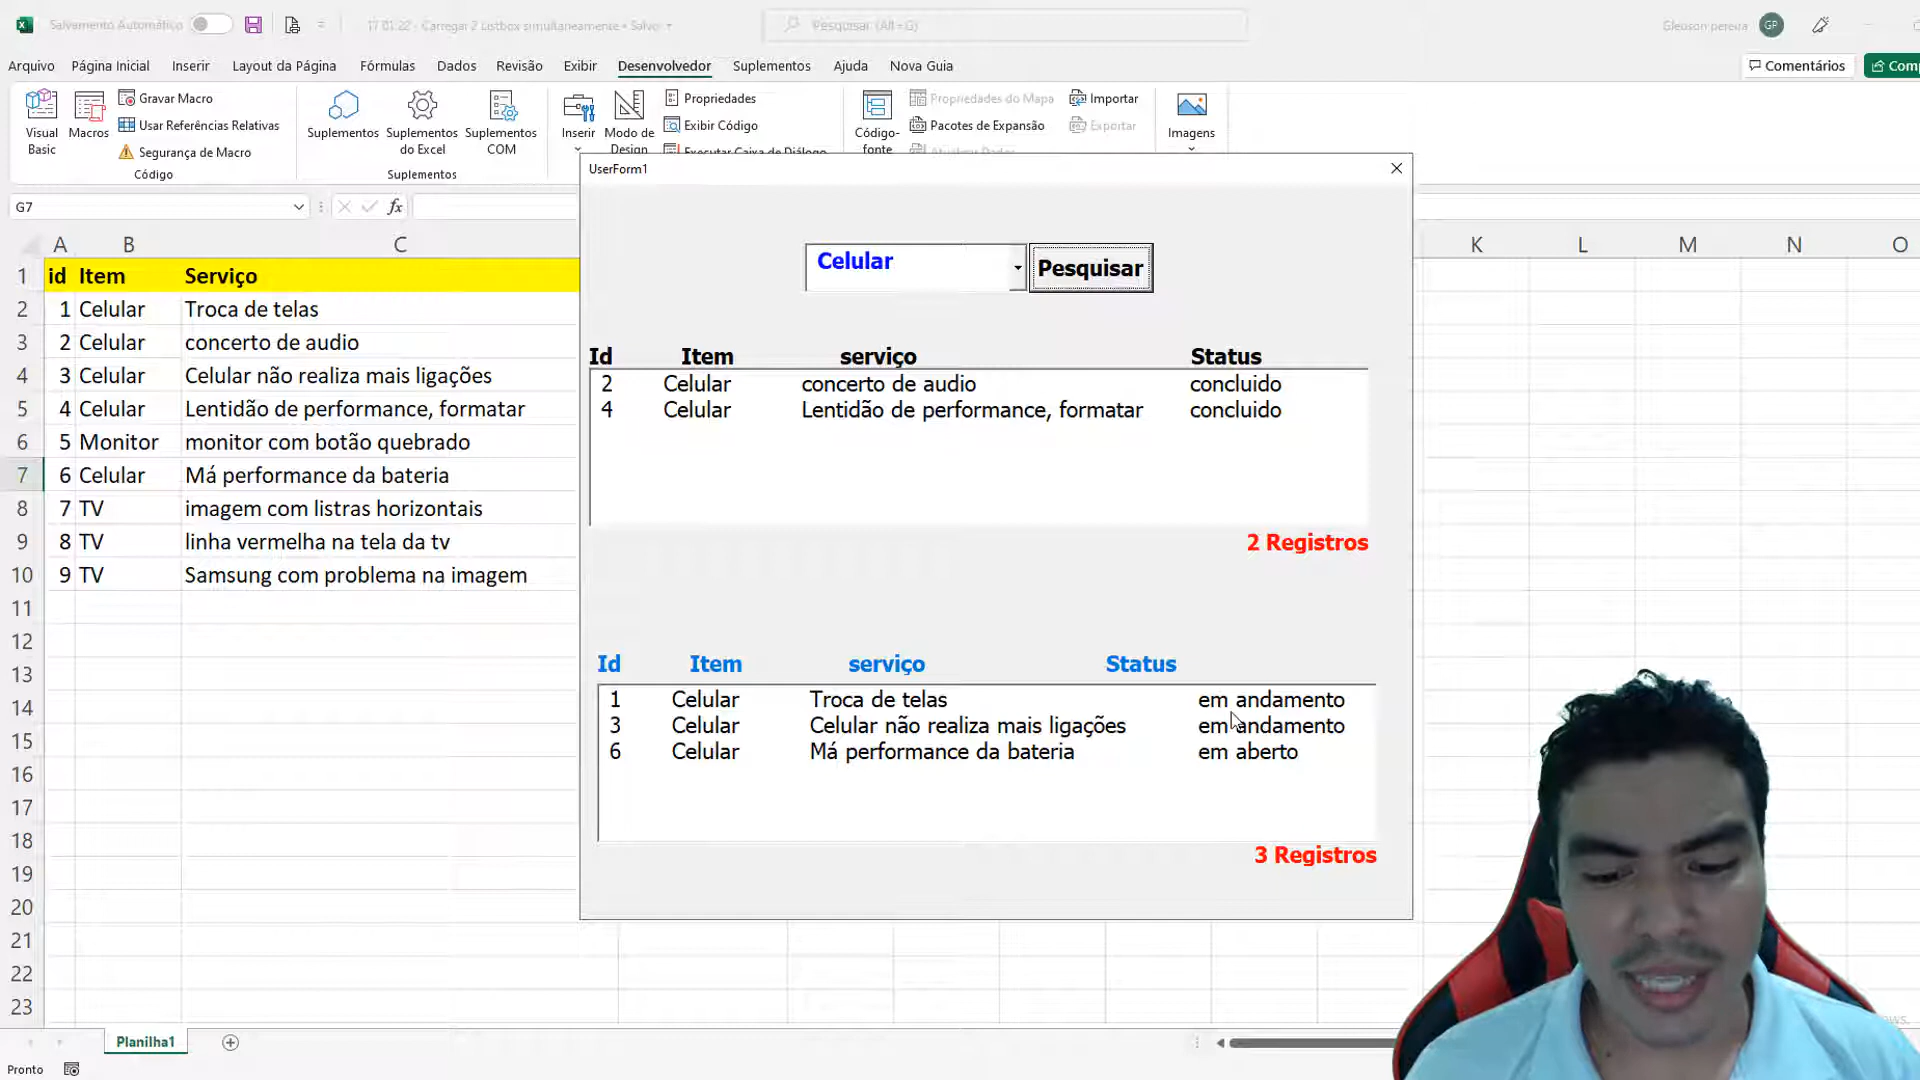 Salvamento Automático
17 01 22 - Carregar 2 Listbox simultaneamente • Salvo
Pesquisar (Alt+G)
Gleuson pereira
GP
Arquivo
Página Inicial
Inserir
Layout da Página
Fórmulas
Dados
Revisão
Exibir
Desenvolvedor
Suplementos
Ajuda
Nova Guia
Comentários
Comp
Visual
Basic
Macros
Gravar Macro
Usar Referências Relativas
Segurança de Macro
Código
Suplementos
Suplementos
do Excel
Suplementos
COM
Suplementos
Inserir
Modo de
Design
Propriedades
Exibir Código
Executar Caixa de Diálogo
Código-
fonte
Propriedades do Mapa
Pacotes de Expansão
Atualizar Dados
Importar
Exportar
Imagens
G7
fx
A B C K L M N O
1 id Item Serviço
2 1 Celular Troca de telas
3 2 Celular concerto de audio
4 3 Celular Celular não realiza mais ligações
5 4 Celular Lentidão de performance, formatar
6 5 Monitor monitor com botão quebrado
7 6 Celular Má performance da bateria
8 7 TV imagem com listras horizontais
9 8 TV linha vermelha na tela da tv
10 9 TV Samsung com problema na imagem
11
12
13
14
15
16
17
18
19
20
21
22
23
UserForm1
Celular
Pesquisar
Id Item serviço Status
2 Celular concerto de audio concluido
4 Celular Lentidão de performance, formatar concluido
2 Registros
Id Item serviço Status
1 Celular Troca de telas em andamento
3 Celular Celular não realiza mais ligações em andamento
6 Celular Má performance da bateria em aberto
3 Registros
Planilha1
Pronto